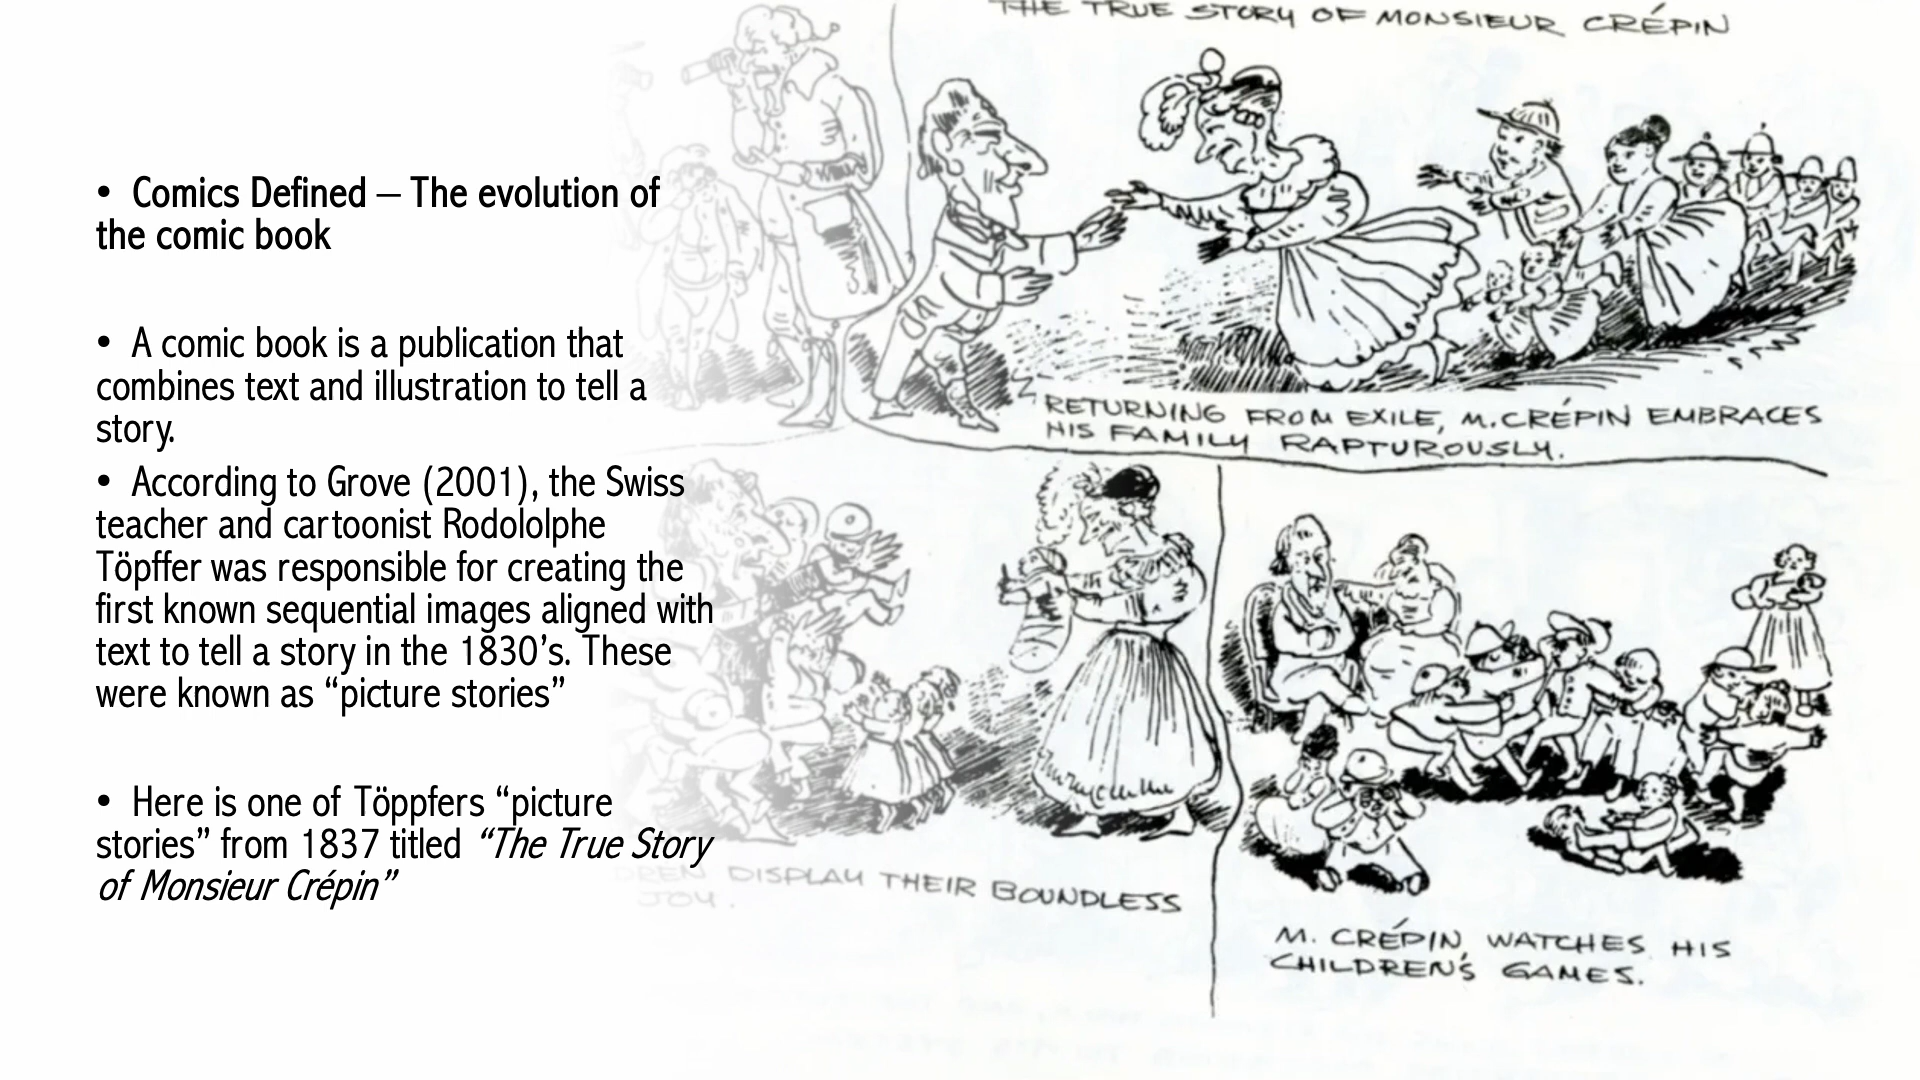 • Comics Defined – The evolution of
the comic book
• A comic book is a publication that
combines text and illustration to tell a
story.
• According to Grove (2001), the Swiss
teacher and cartoonist Rodololphe
Töpffer was responsible for creating the
first known sequential images aligned with
text to tell a story in the 1830’s. These
were known as “picture stories”
• Here is one of Töppfers “picture
stories” from 1837 titled “The True Story
of Monsieur Crépin”
THE TRUE STORY OF MONSIEUR CRÉPIN
RETURNING FROM EXILE, M. CRÉPIN EMBRACES
HIS FAMILY RAPTUROUSLY.
DREN DISPLAY THEIR BOUNDLESS
JOY.
M. CRÉPIN WATCHES HIS
CHILDREN'S GAMES.